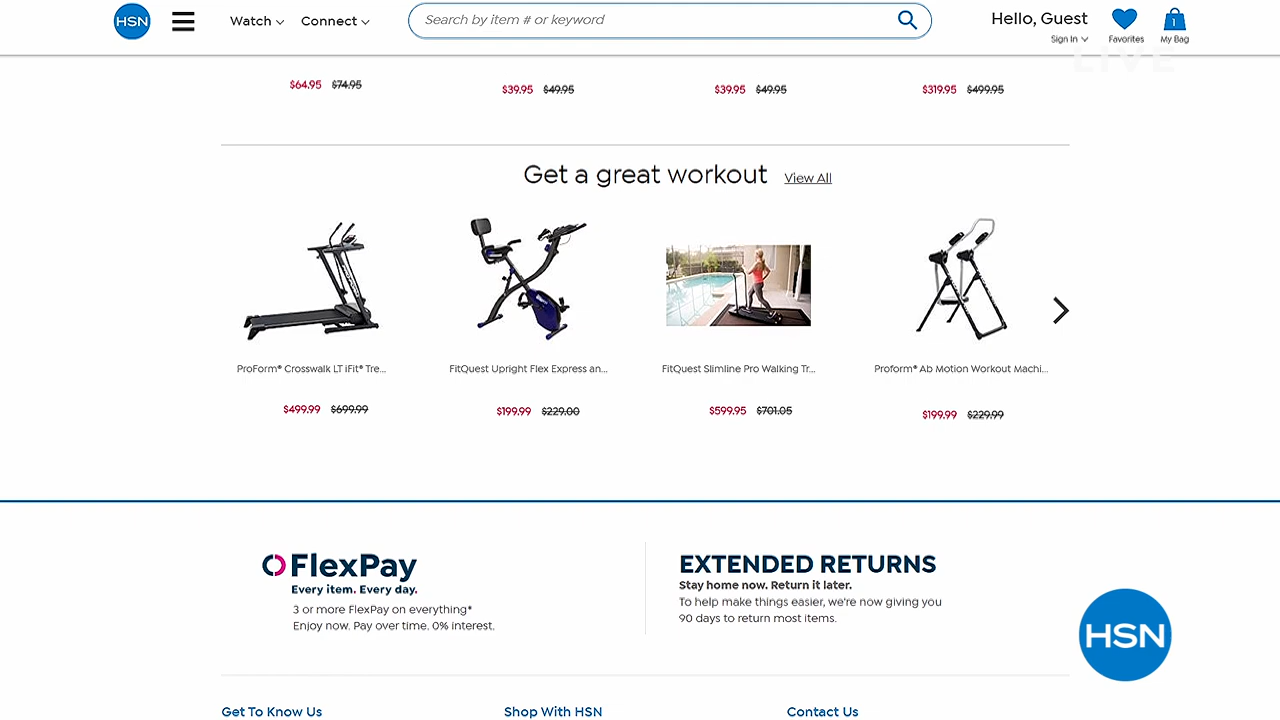 HSN
Watch
Connect
Search by item # or keyword
Hello, Guest
Sign In
Favorites
1
My Bag
LIVE
$64.95 $74.95
$39.95 $49.95
$39.95 $49.95
$319.95 $499.95
Get a great workout View All
ProForm® Crosswalk LT iFit® Tre...
FitQuest Upright Flex Express an...
FitQuest Slimline Pro Walking Tr...
Proform® Ab Motion Workout Machi...
$499.99 $699.99
$199.99 $229.00
$599.95 $701.05
$199.99 $229.99
FlexPay
Every item. Every day.
3 or more FlexPay on everything*
Enjoy now. Pay over time. 0% interest.
EXTENDED RETURNS
Stay home now. Return it later.
To help make things easier, we're now giving you
90 days to return most items.
HSN
Get To Know Us
Shop With HSN
Contact Us